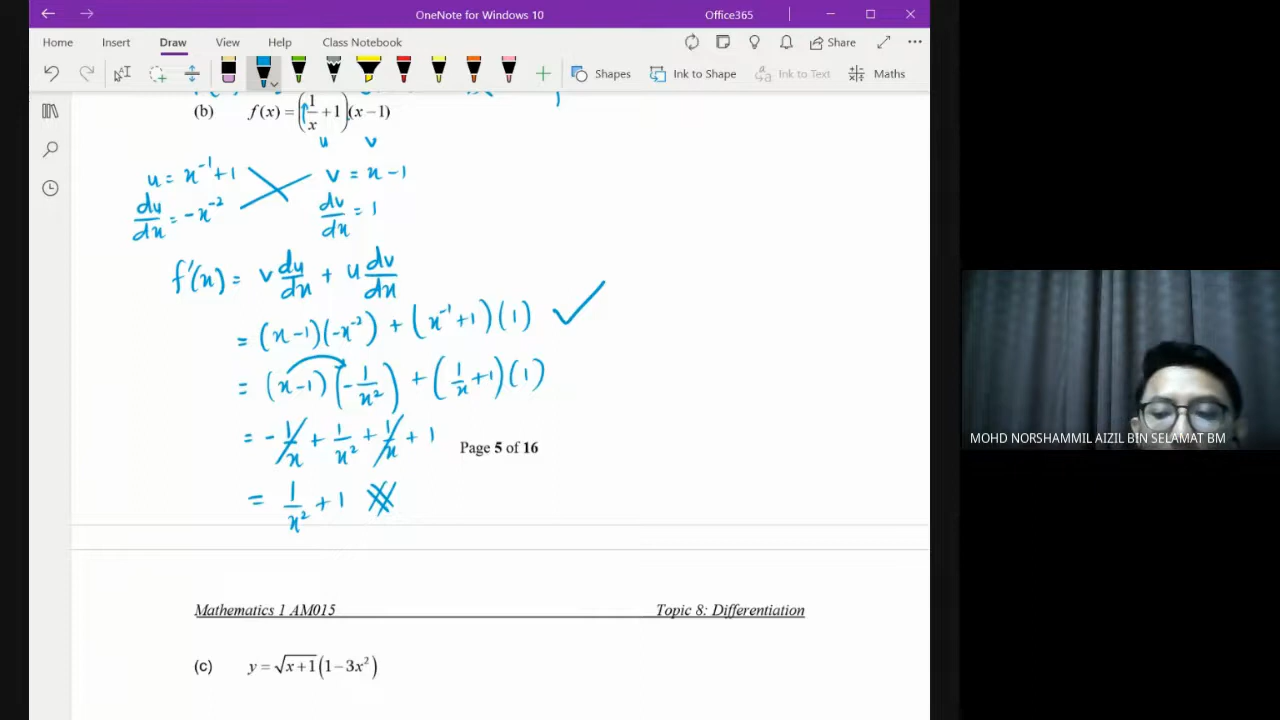 OneNote for Windows 10
Office365
Home Insert Draw View Help Class Notebook Share
Shapes Ink to Shape Ink to Text Maths
(b) f(x) = (1/x + 1)(x − 1)
u v
u = x⁻¹ + 1 v = x − 1
du/dx = −x⁻² dv/dx = 1
f'(x) = v du/dx + u dv/dx
= (x − 1)(−x⁻²) + (x⁻¹ + 1)(1)
= (x − 1)(−1/x²) + (1/x + 1)(1)
= −1/x + 1/x² + 1/x + 1
Page 5 of 16
= 1/x² + 1
Mathematics 1 AM015 Topic 8: Differentiation
(c) y = √x + 1 (1 − 3x²)
MOHD NORSHAMMIL AIZIL BIN SELAMAT BM